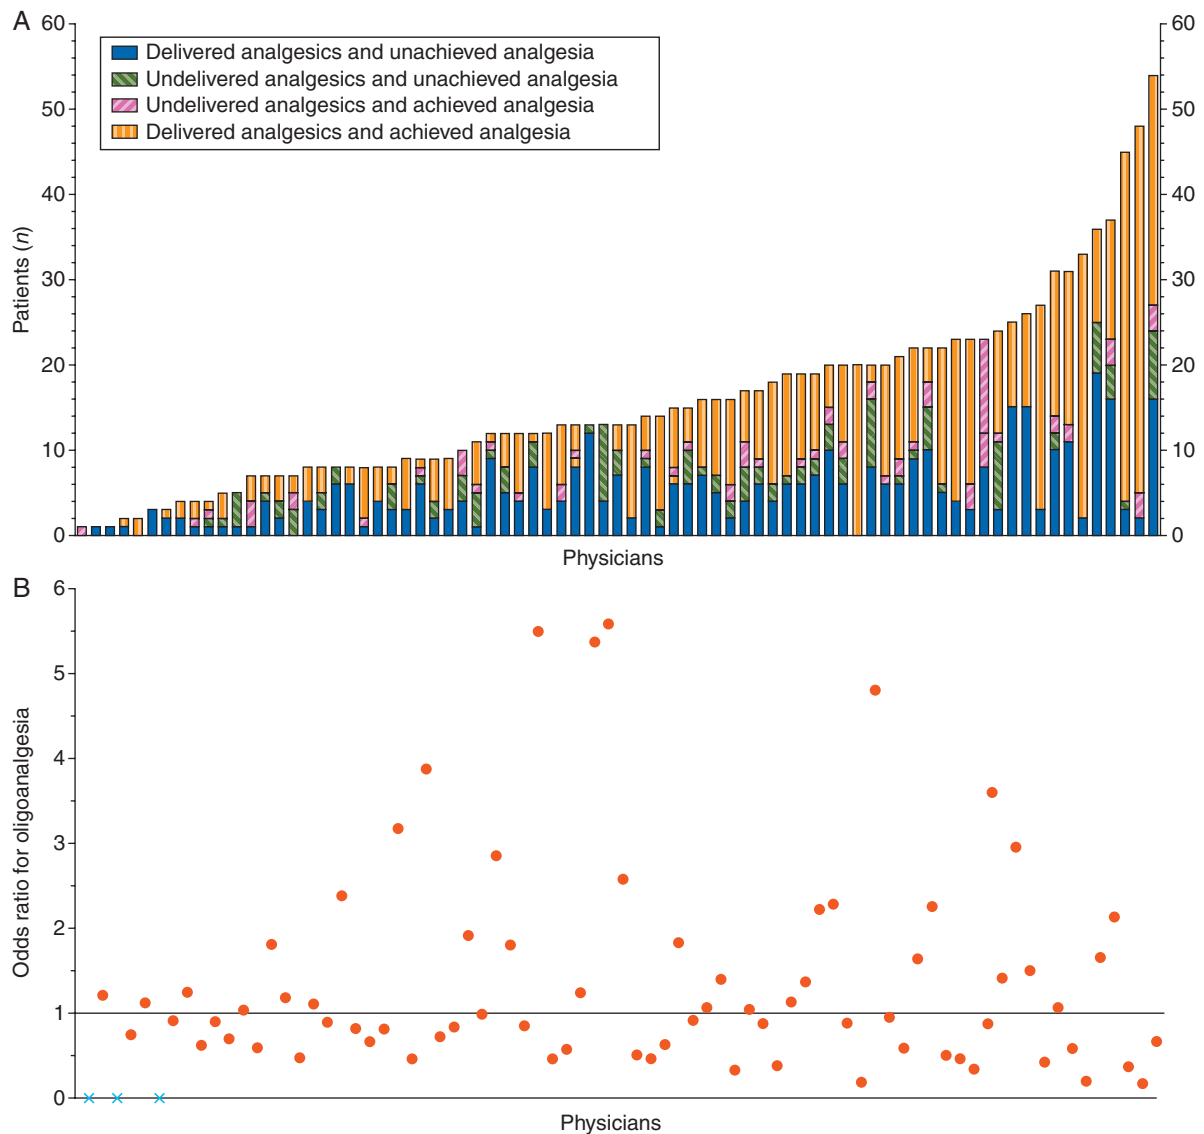 A
60
50
40
30
20
10
0
Patients (n)
Delivered analgesics and unachieved analgesia
Undelivered analgesics and unachieved analgesia
Undelivered analgesics and achieved analgesia
Delivered analgesics and achieved analgesia
60
50
40
30
20
10
0
Physicians
B
6
5
4
3
2
1
0
Odds ratio for oligoanalgesia
Physicians